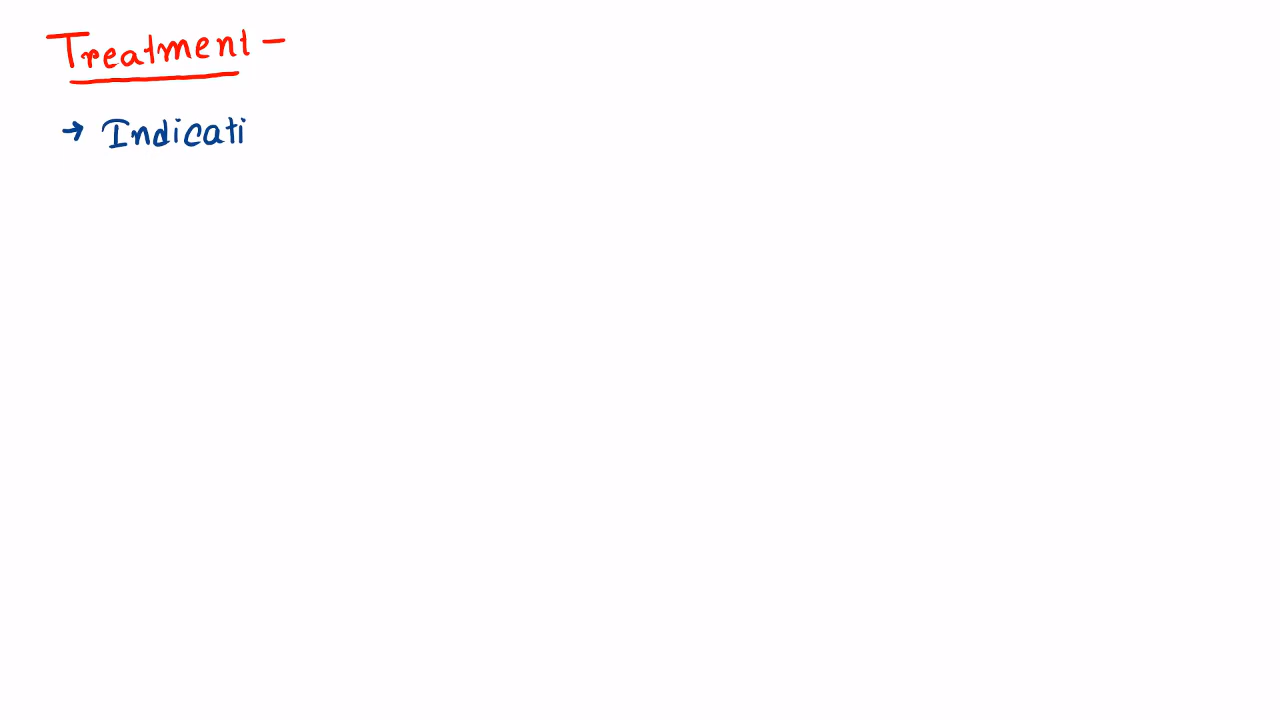 Treatment -
→ Indicati